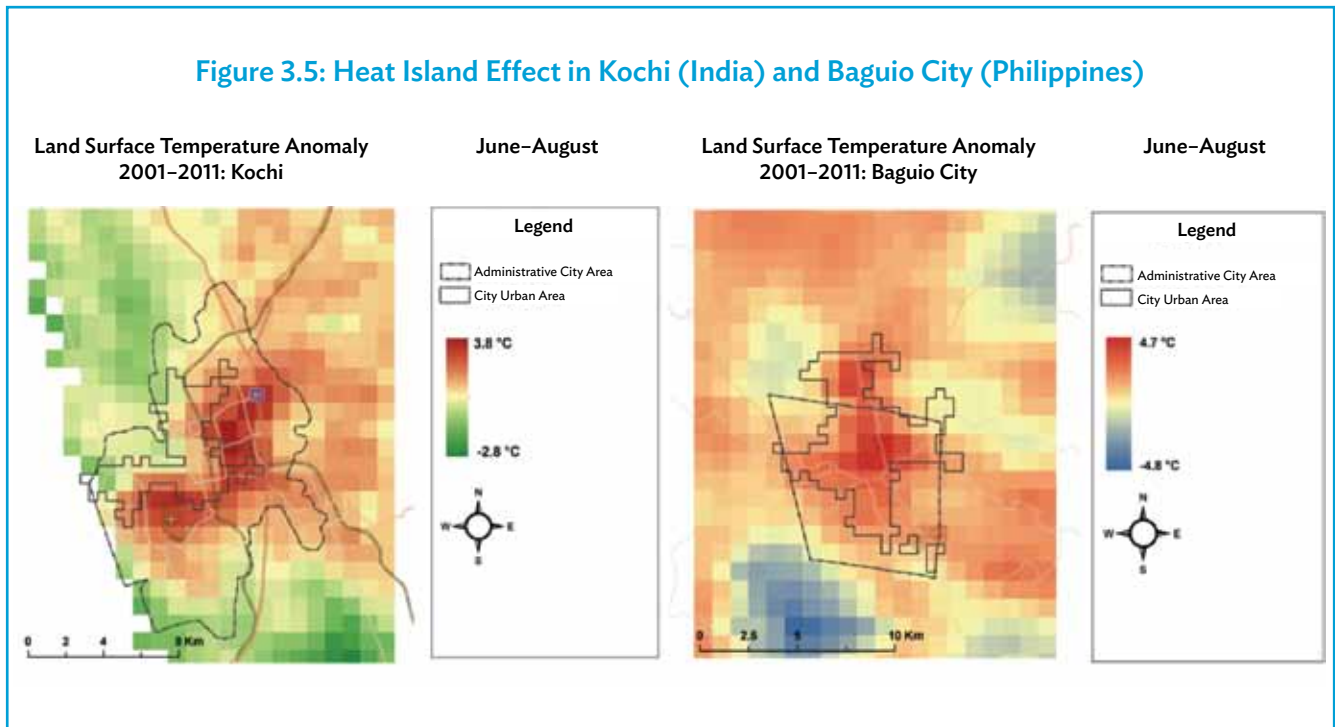 Figure 3.5: Heat Island Effect in Kochi (India) and Baguio City (Philippines)
Land Surface Temperature Anomaly
2001–2011: Kochi
June–August
Legend
Administrative City Area
City Urban Area
3.8 °C
-2.8 °C
N
W E
S
0 2 4 8 Km
Land Surface Temperature Anomaly
2001–2011: Baguio City
June–August
Legend
Administrative City Area
City Urban Area
4.7 °C
-4.8 °C
N
W E
S
0 2.5 5 10 Km